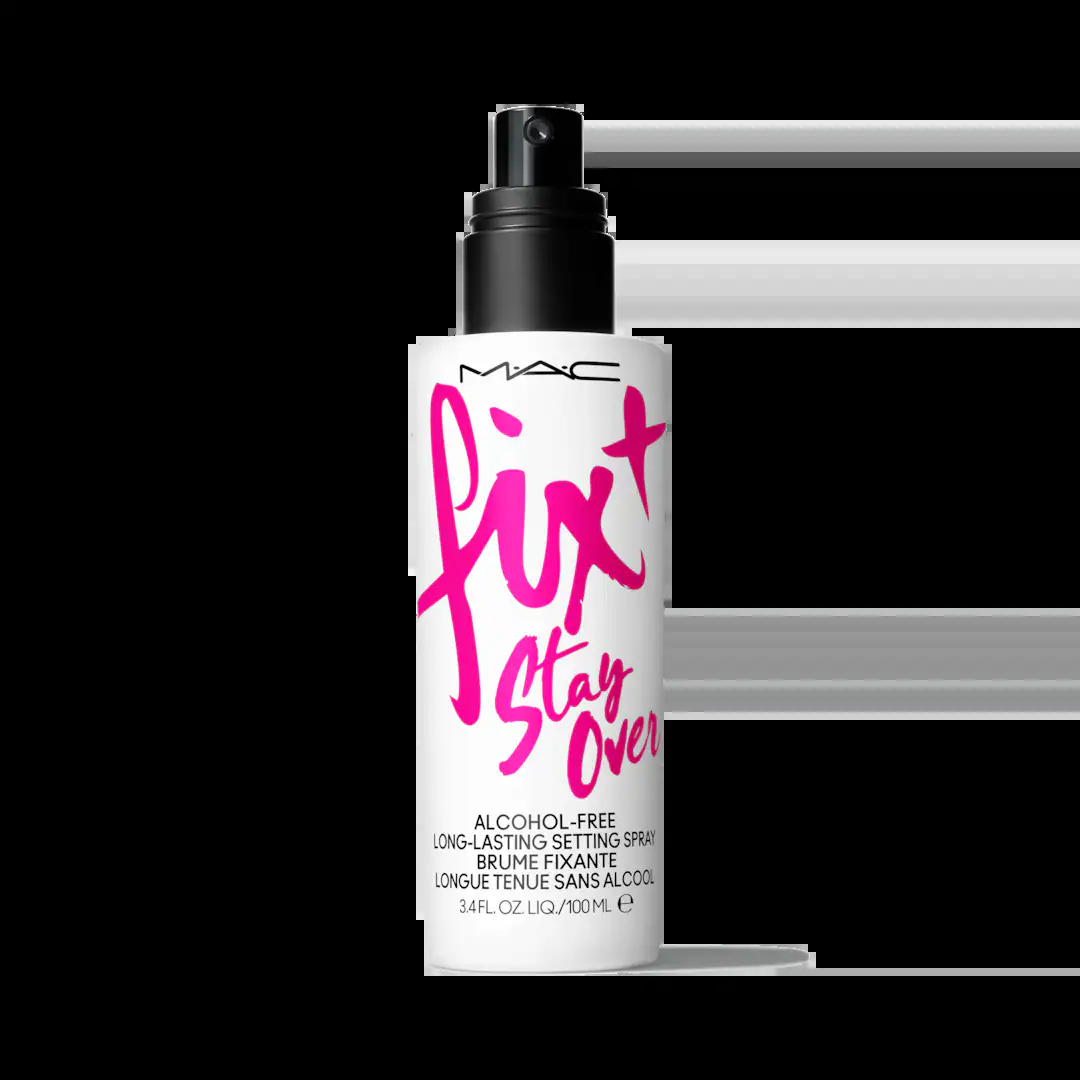 M·A·C
fix+
Stay
Over
ALCOHOL-FREE
LONG-LASTING SETTING SPRAY
BRUME FIXANTE
LONGUE TENUE SANS ALCOOL
3.4 FL. OZ. LIQ./100 ML ℮